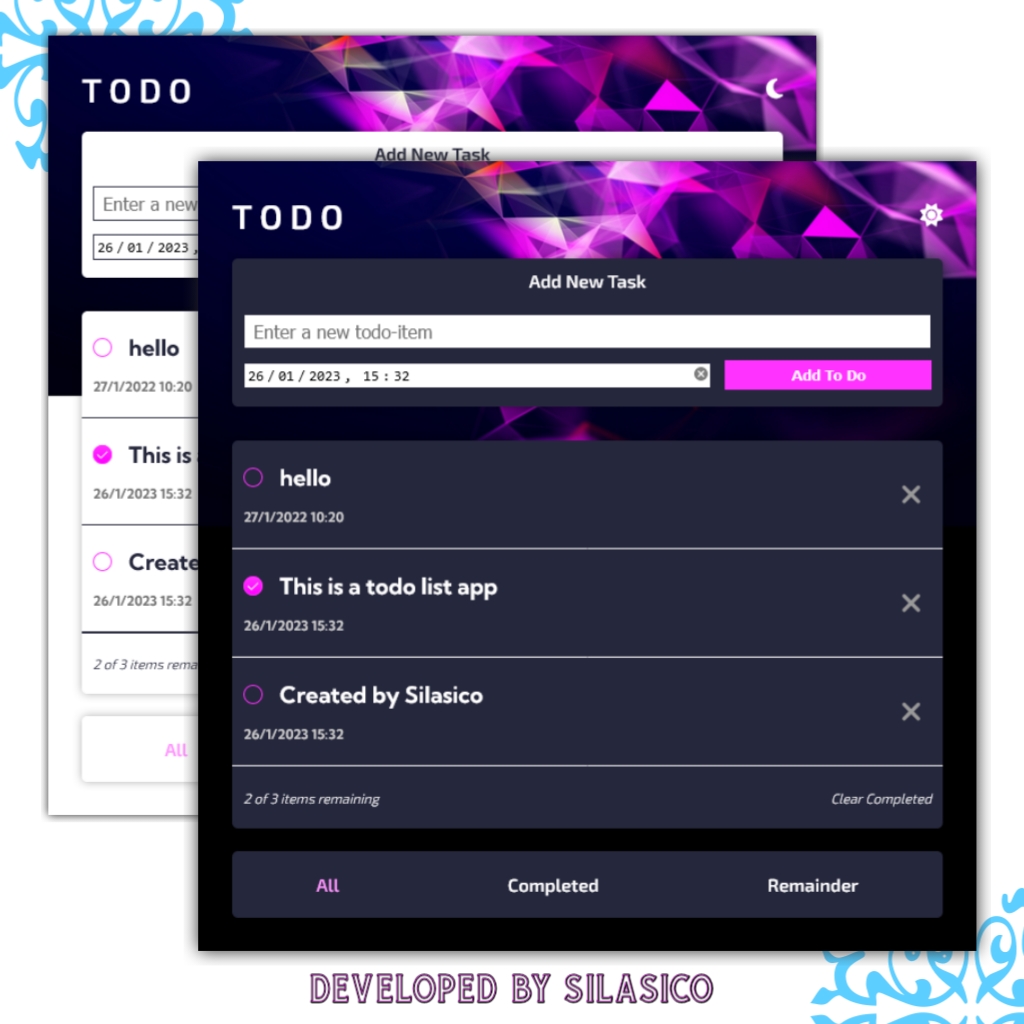 TODO
Add New Task
Enter a new
26/01/2023,
hello
27/1/2022 10:20
This is
26/1/2023 15:32
Create
26/1/2023 15:32
2 of 3 items rema
All
TODO
Add New Task
Enter a new todo-item
26/01/2023, 15:32
Add To Do
hello
27/1/2022 10:20
This is a todo list app
26/1/2023 15:32
Created by Silasico
26/1/2023 15:32
2 of 3 items remaining
Clear Completed
All
Completed
Remainder
DEVELOPED BY SILASICO